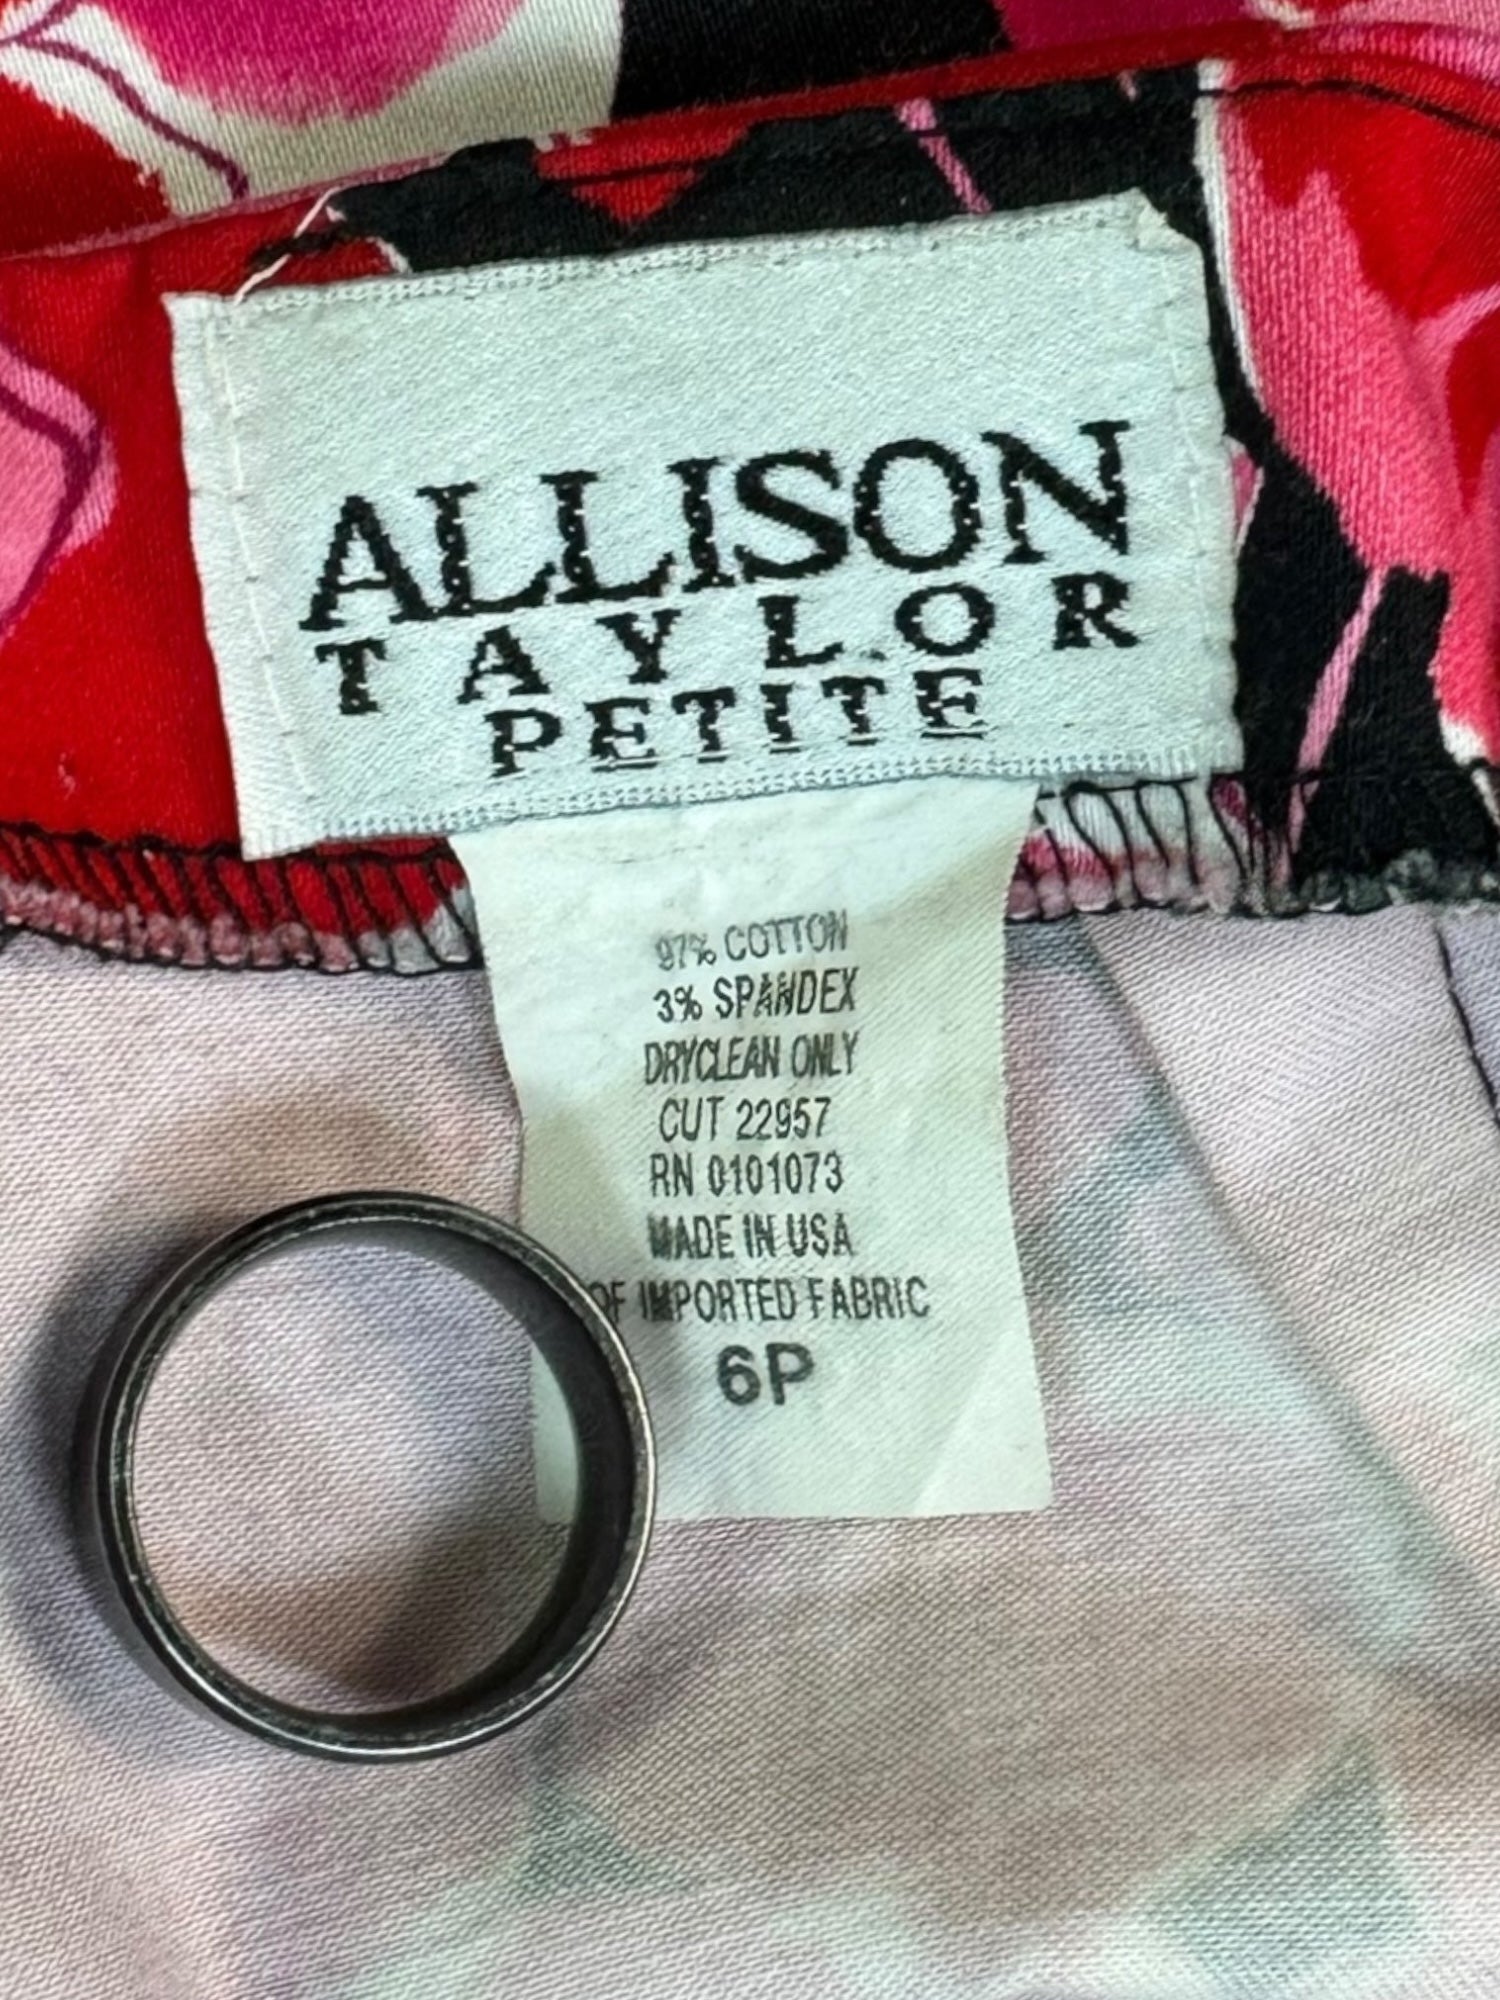 ALLISON
TAYLOR
PETITE
97% COTTON
3% SPANDEX
DRYCLEAN ONLY
CUT 22957
RN 0101073
MADE IN USA
OF IMPORTED FABRIC
6P